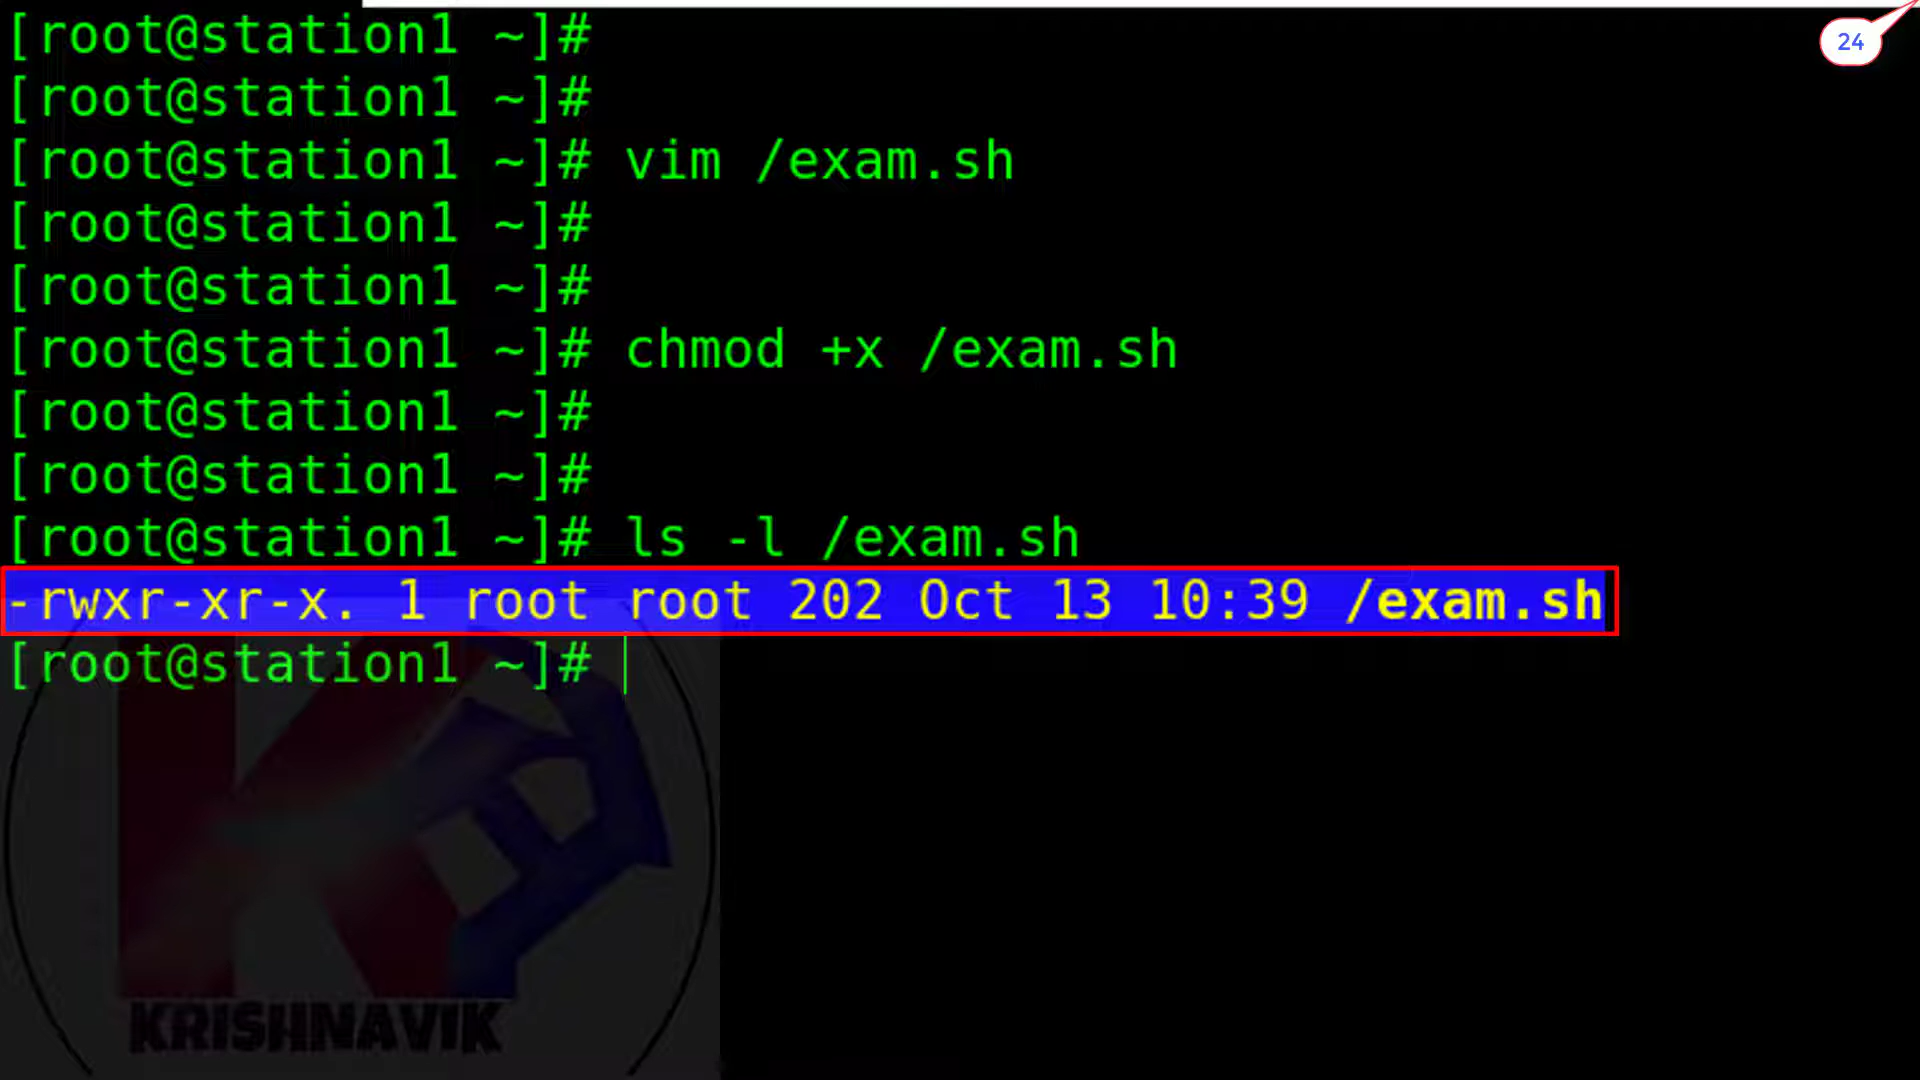 [root@station1 ~]#
24
[root@station1 ~]#
[root@station1 ~]# vim /exam.sh
[root@station1 ~]#
[root@station1 ~]#
[root@station1 ~]# chmod +x /exam.sh
[root@station1 ~]#
[root@station1 ~]#
[root@station1 ~]# ls -l /exam.sh
-rwxr-xr-x. 1 root root 202 Oct 13 10:39 /exam.sh
[root@station1 ~]#
KRISHNAVIK